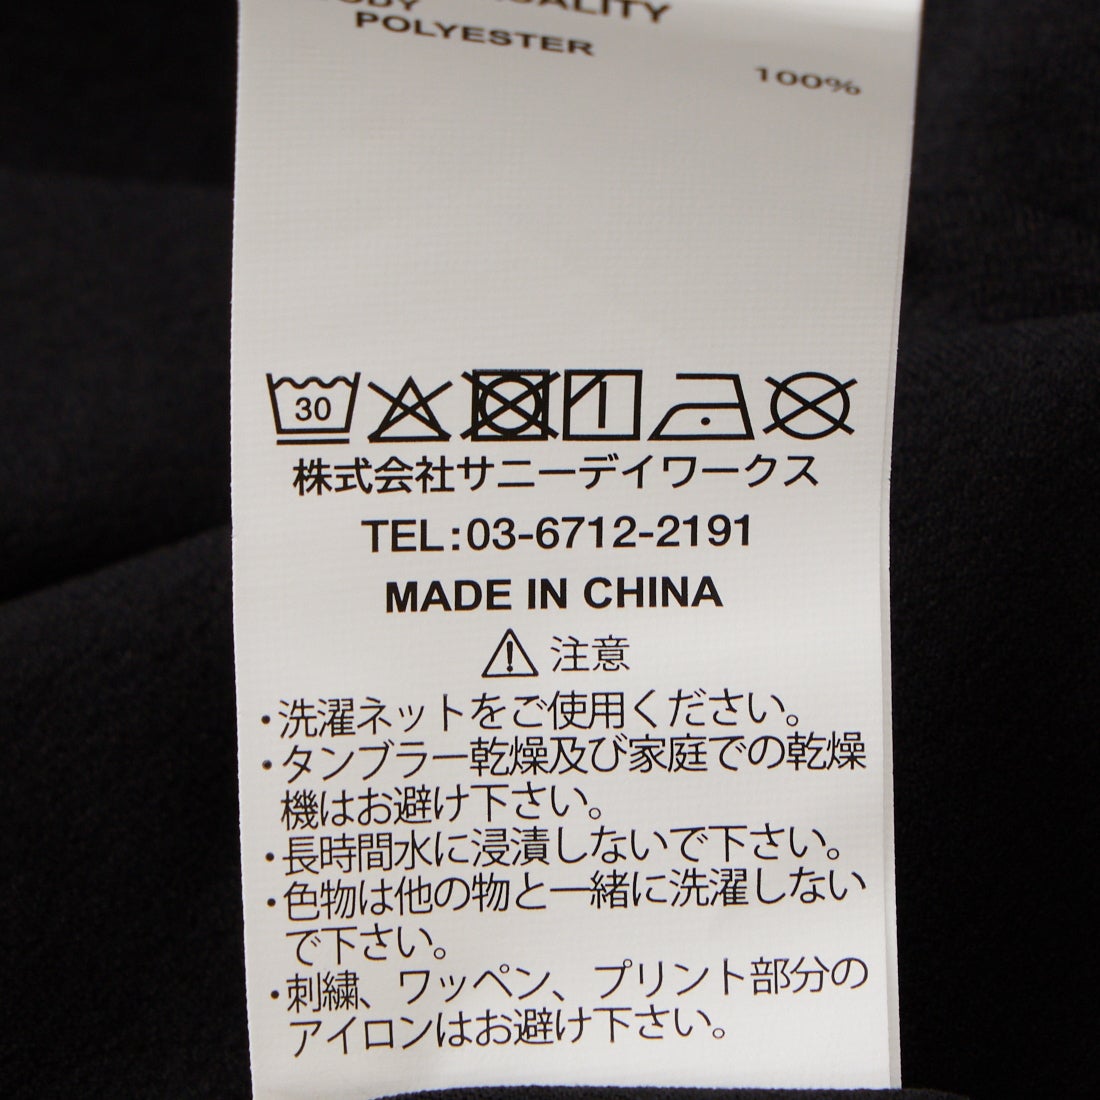 POLYESTER
100%
30
株式会社サニーデイワークス
TEL:03-6712-2191
MADE IN CHINA
注意
・洗濯ネットをご使用ください。
・タンブラー乾燥及び家庭での乾燥
機はお避け下さい。
・長時間水に浸漬しないで下さい。
・色物は他の物と一緒に洗濯しない
で下さい。
・刺繍、ワッペン、プリント部分の
アイロンはお避け下さい。